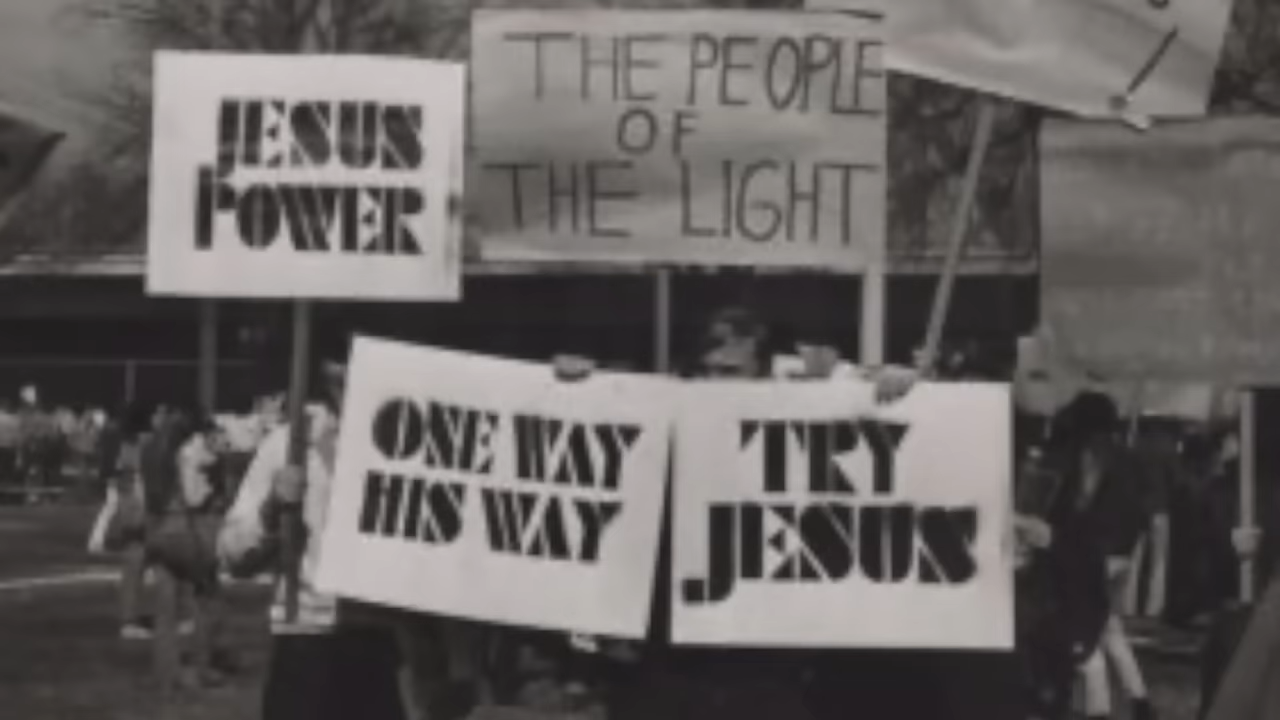 JESUS
POWER
THE PEOPLE
OF
THE LIGHT
ONE WAY
HIS WAY
TRY
JESUS